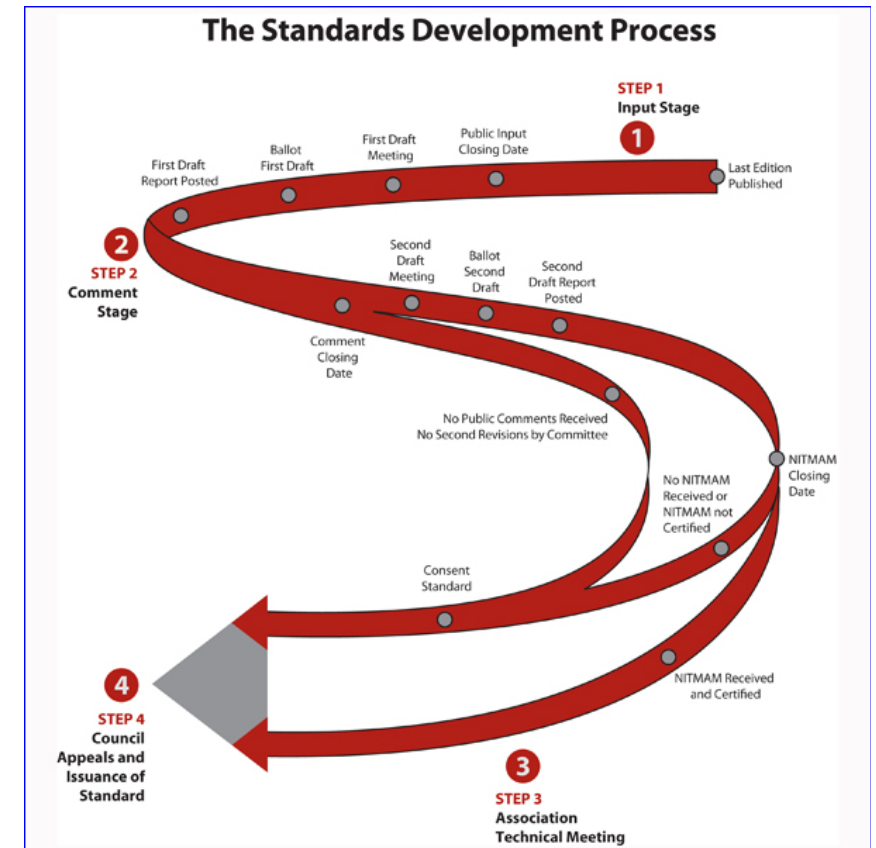 The Standards Development Process
STEP 1
Input Stage
1
Last Edition
Published
Public Input
Closing Date
First Draft
Meeting
Ballot
First Draft
First Draft
Report Posted
2
STEP 2
Comment
Stage
Comment
Closing
Date
Second
Draft
Meeting
Ballot
Second
Draft
Second
Draft Report
Posted
No Public Comments Received
No Second Revisions by Committee
NITMAM
Closing
Date
No NITMAM
Received or
NITMAM not
Certified
Consent
Standard
NITMAM Received
and Certified
3
STEP 3
Association
Technical Meeting
4
STEP 4
Council
Appeals and
Issuance of
Standard